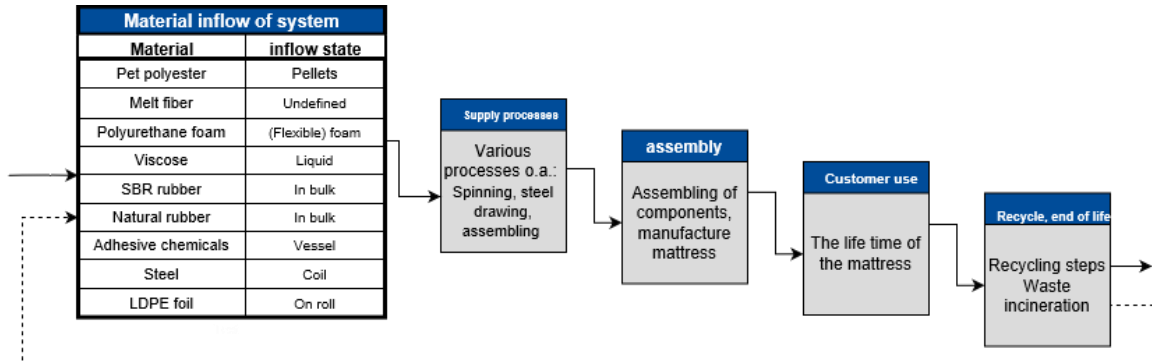 Material inflow of system
Material inflow state
Pet polyester Pellets
Melt fiber Undefined
Polyurethane foam (Flexible) foam
Viscose Liquid
SBR rubber In bulk
Natural rubber In bulk
Adhesive chemicals Vessel
Steel Coil
LDPE foil On roll
Supply processes
Various
processes o.a.:
Spinning, steel
drawing,
assembling
assembly
Assembling of
components,
manufacture
mattress
Customer use
The life time of
the mattress
Recycle, end of life
Recycling steps
Waste
incineration